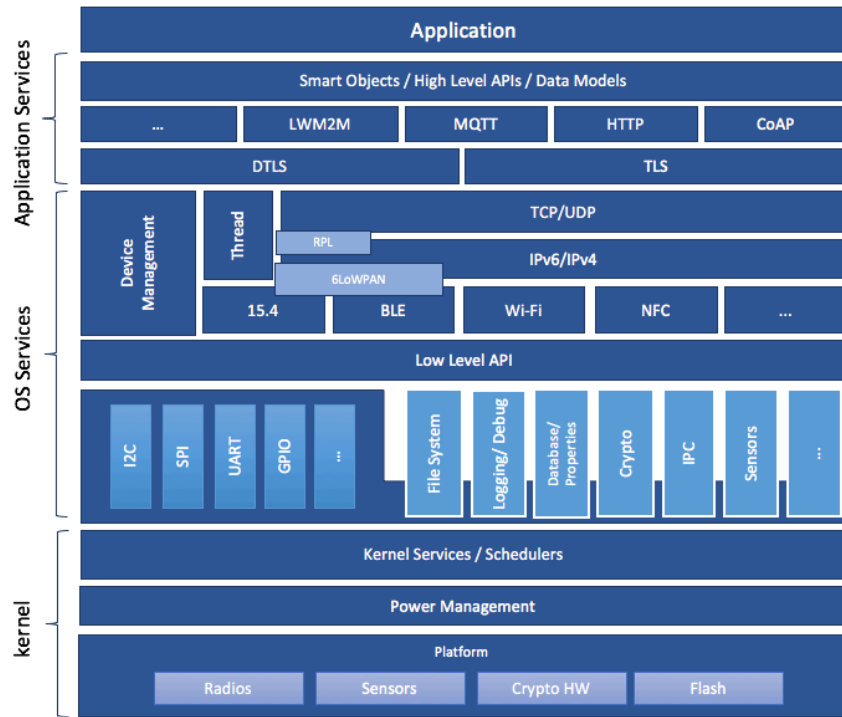 Application
Application Services
Smart Objects / High Level APIs / Data Models
...
LWM2M
MQTT
HTTP
CoAP
DTLS
TLS
OS Services
Device
Management
Thread
TCP/UDP
RPL
IPv6/IPv4
6LoWPAN
15.4
BLE
Wi-Fi
NFC
...
Low Level API
I2C
SPI
UART
GPIO
...
File System
Logging/ Debug
Database/
Properties
Crypto
IPC
Sensors
...
kernel
Kernel Services / Schedulers
Power Management
Platform
Radios
Sensors
Crypto HW
Flash